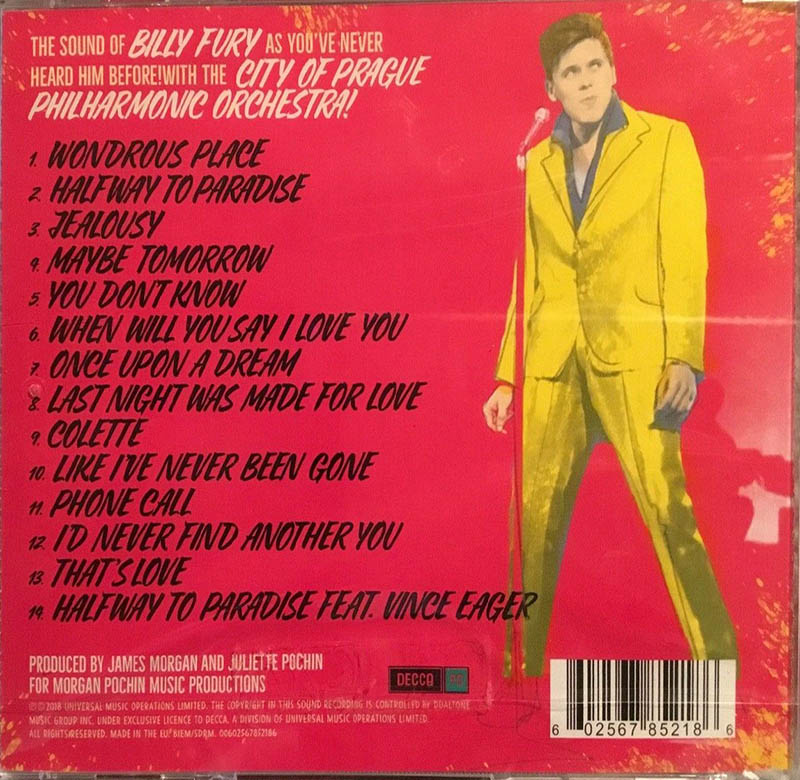 THE SOUND OF BILLY FURY AS YOU'VE NEVER
HEARD HIM BEFORE! WITH THE CITY OF PRAGUE
PHILHARMONIC ORCHESTRA!
1. WONDROUS PLACE
2. HALFWAY TO PARADISE
3. JEALOUSY
4. MAYBE TOMORROW
5. YOU DON'T KNOW
6. WHEN WILL YOU SAY I LOVE YOU
7. ONCE UPON A DREAM
8. LAST NIGHT WAS MADE FOR LOVE
9. COLETTE
10. LIKE I'VE NEVER BEEN GONE
11. PHONE CALL
12. I'D NEVER FIND ANOTHER YOU
13. THAT'S LOVE
14. HALFWAY TO PARADISE FEAT. VINCE EAGER
PRODUCED BY JAMES MORGAN AND JULIETTE POCHIN
FOR MORGAN POCHIN MUSIC PRODUCTIONS
DECCA
℗© 2018 UNIVERSAL MUSIC OPERATIONS LIMITED. THE COPYRIGHT IN THIS SOUND RECORDING IS CONTROLLED BY DUALTONE
MUSIC GROUP INC. UNDER EXCLUSIVE LICENCE TO DECCA, A DIVISION OF UNIVERSAL MUSIC OPERATIONS LIMITED.
ALL RIGHTS RESERVED. MADE IN THE EU. BIEM/SDRM. 00602567852186
6 02567 85218 6